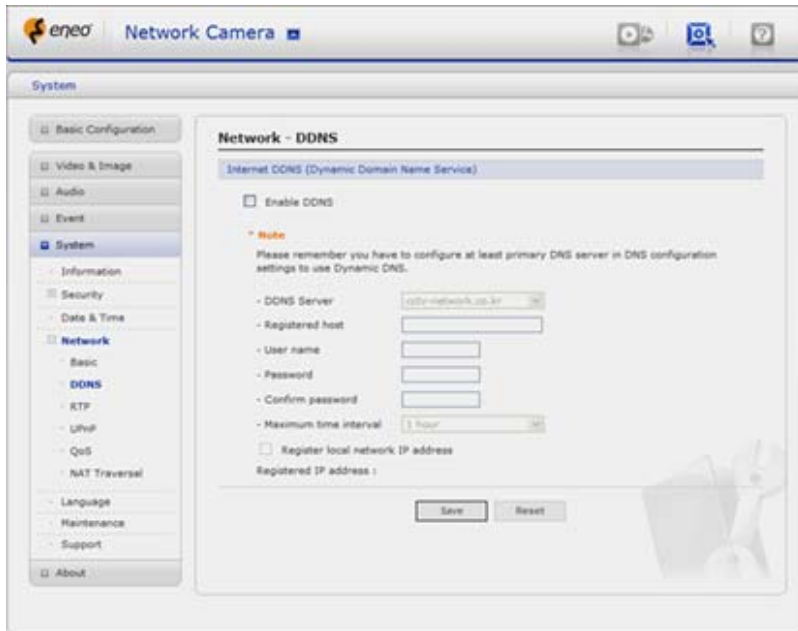 eneo
Network Camera
System
Basic Configuration
Video & Image
Audio
Event
System
Information
Security
Date & Time
Network
Basic
DDNS
RTP
UPnP
QoS
NAT Traversal
Language
Maintenance
Support
About
Network - DDNS
Internet DDNS (Dynamic Domain Name Service)
Enable DDNS
* Note
Please remember you have to configure at least primary DNS server in DNS configuration
settings to use Dynamic DNS.
- DDNS Server
- Registered host
- User name
- Password
- Confirm password
- Maximum time interval 1 hour
Register local network IP address
Registered IP address :
Save Reset